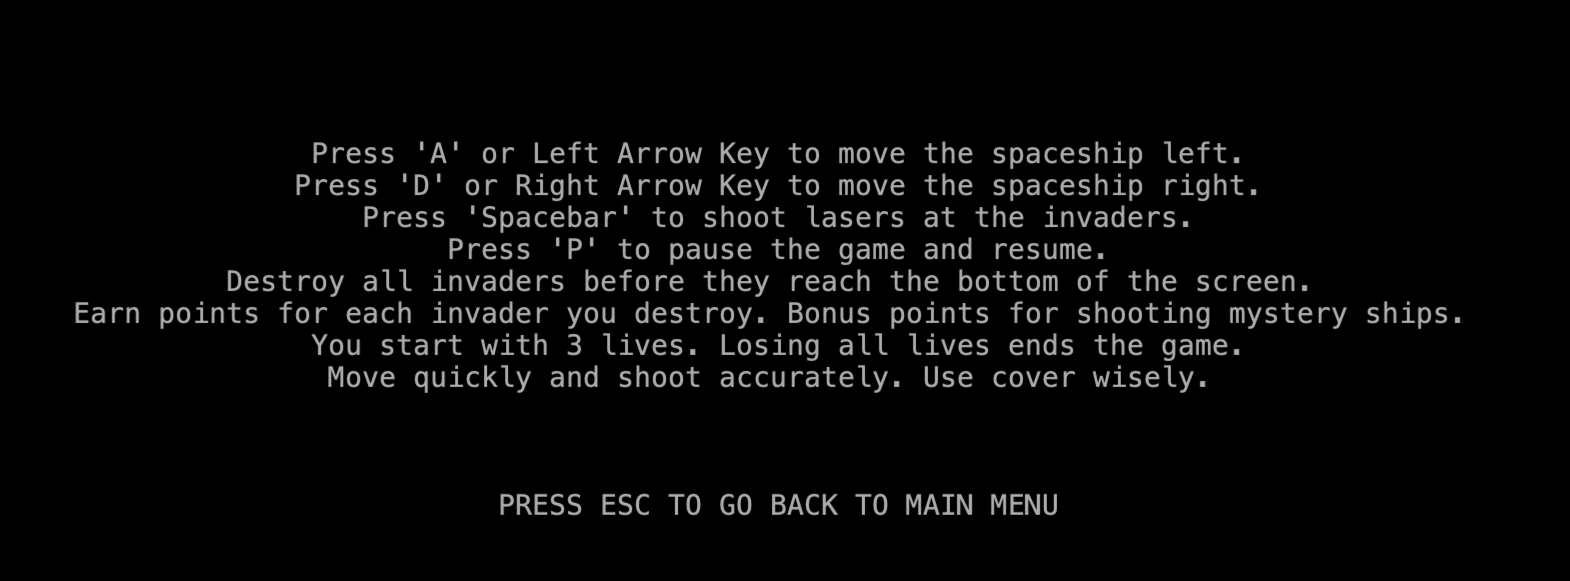 Press 'A' or Left Arrow Key to move the spaceship left.
Press 'D' or Right Arrow Key to move the spaceship right.
Press 'Spacebar' to shoot lasers at the invaders.
Press 'P' to pause the game and resume.
Destroy all invaders before they reach the bottom of the screen.
Earn points for each invader you destroy. Bonus points for shooting mystery ships.
You start with 3 lives. Losing all lives ends the game.
Move quickly and shoot accurately. Use cover wisely.
PRESS ESC TO GO BACK TO MAIN MENU